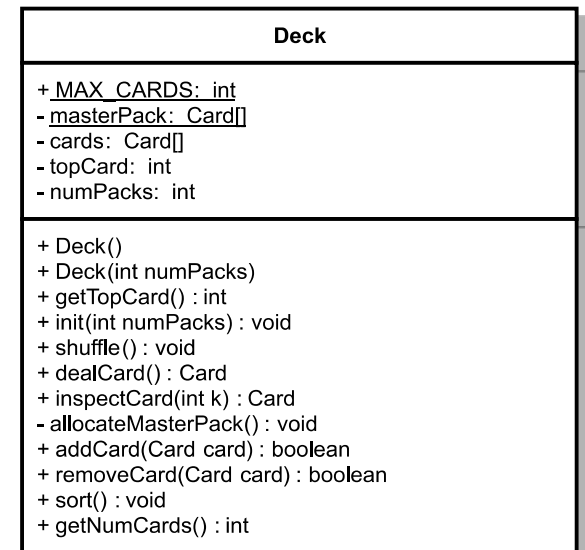 Deck
+ MAX_CARDS: int
- masterPack: Card[]
- cards: Card[]
- topCard: int
- numPacks: int
+ Deck()
+ Deck(int numPacks)
+ getTopCard() : int
+ init(int numPacks) : void
+ shuffle() : void
+ dealCard() : Card
+ inspectCard(int k) : Card
- allocateMasterPack() : void
+ addCard(Card card) : boolean
+ removeCard(Card card) : boolean
+ sort() : void
+ getNumCards() : int